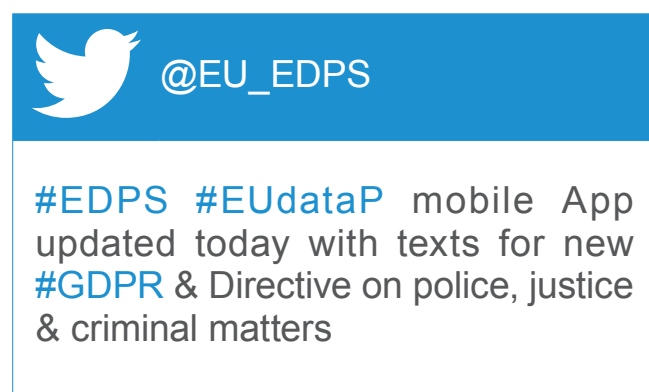 @EU_EDPS
#EDPS #EUdataP mobile App
updated today with texts for new
#GDPR & Directive on police, justice
& criminal matters